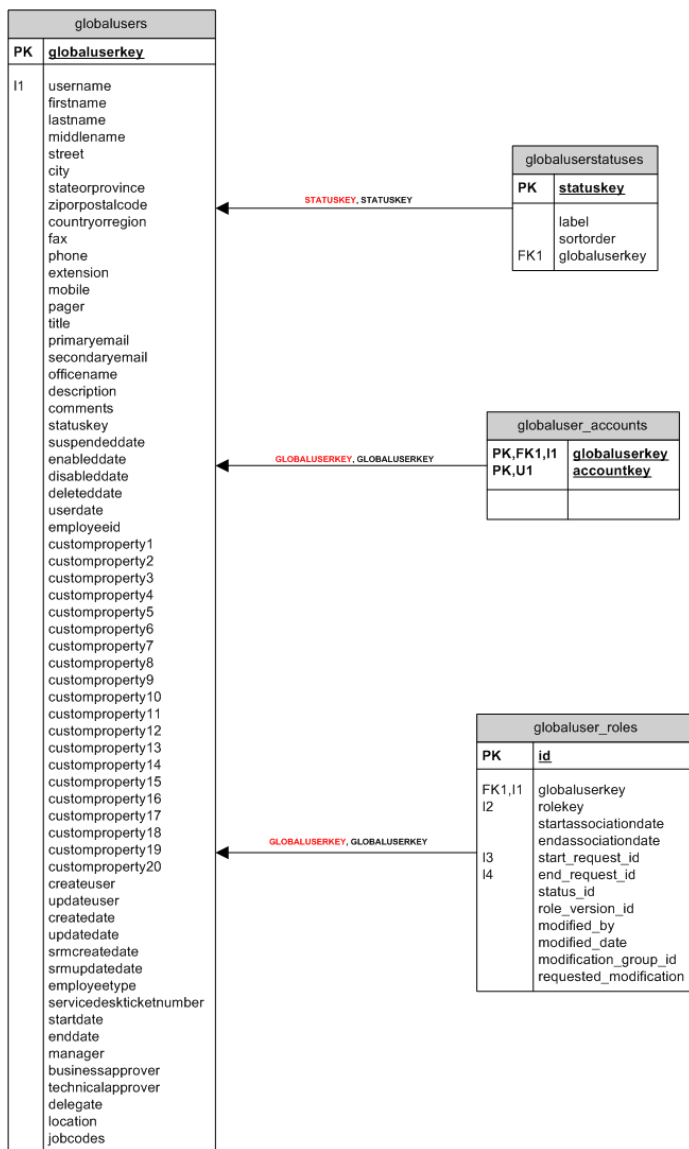 globalusers
PK globaluserkey
I1 username
firstname
lastname
middlename
street
city
stateorprovince
ziporpostalcode
countryorregion
fax
phone
extension
mobile
pager
title
primaryemail
secondaryemail
officename
description
comments
statuskey
suspendeddate
enableddate
disableddate
deleteddate
userdate
employeeid
customproperty1
customproperty2
customproperty3
customproperty4
customproperty5
customproperty6
customproperty7
customproperty8
customproperty9
customproperty10
customproperty11
customproperty12
customproperty13
customproperty14
customproperty15
customproperty16
customproperty17
customproperty18
customproperty19
customproperty20
createuser
updateuser
createdate
updatedate
srmcreatedate
srmupdatedate
employeetype
servicedeskticketnumber
startdate
enddate
manager
businessapprover
technicalapprover
delegate
location
jobcodes
STATUSKEY, STATUSKEY
globaluserstatuses
PK statuskey
label
sortorder
FK1 globaluserkey
GLOBALUSERKEY, GLOBALUSERKEY
globaluser_accounts
PK,FK1,I1 globaluserkey
PK,U1 accountkey
GLOBALUSERKEY, GLOBALUSERKEY
globaluser_roles
PK id
FK1,I1 globaluserkey
I2 rolekey
startassociationdate
endassociationdate
I3 start_request_id
I4 end_request_id
status_id
role_version_id
modified_by
modified_date
modification_group_id
requested_modification